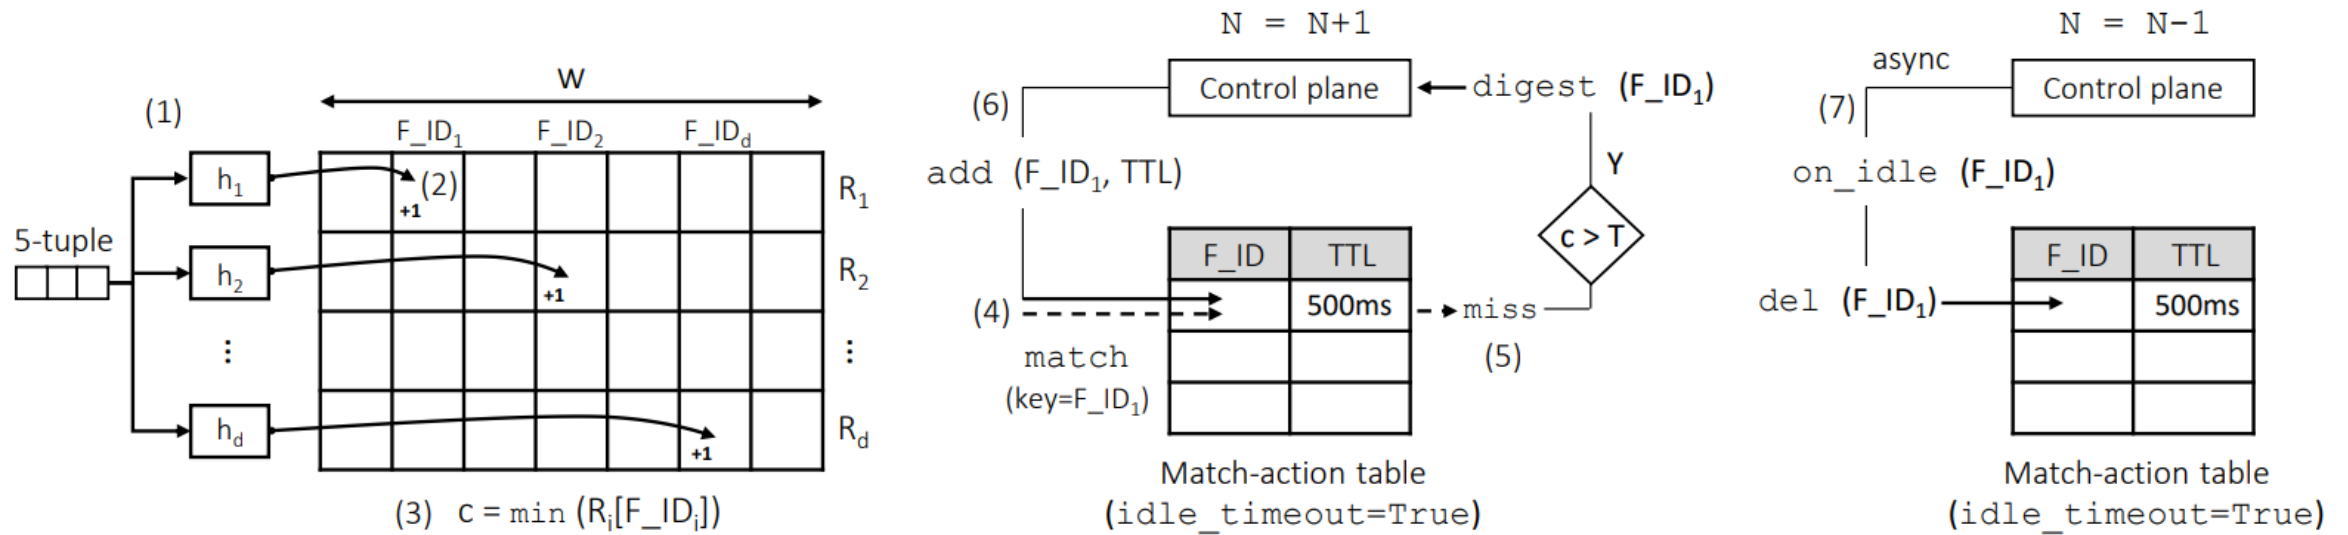 (1)
W
F_ID1 F_ID2 F_IDd
h1
(2)
+1
R1
5-tuple
h2
+1
R2
⋮
⋮
hd
+1
Rd
(3) c = min (Ri[F_IDi])
N = N+1
(6)
Control plane
digest (F_ID1)
add (F_ID1, TTL)
Y
c > T
F_ID TTL
500ms
(4)
miss
match
(key=F_ID1)
(5)
Match-action table
(idle_timeout=True)
N = N-1
async
(7)
Control plane
on_idle (F_ID1)
F_ID TTL
del (F_ID1)
500ms
Match-action table
(idle_timeout=True)